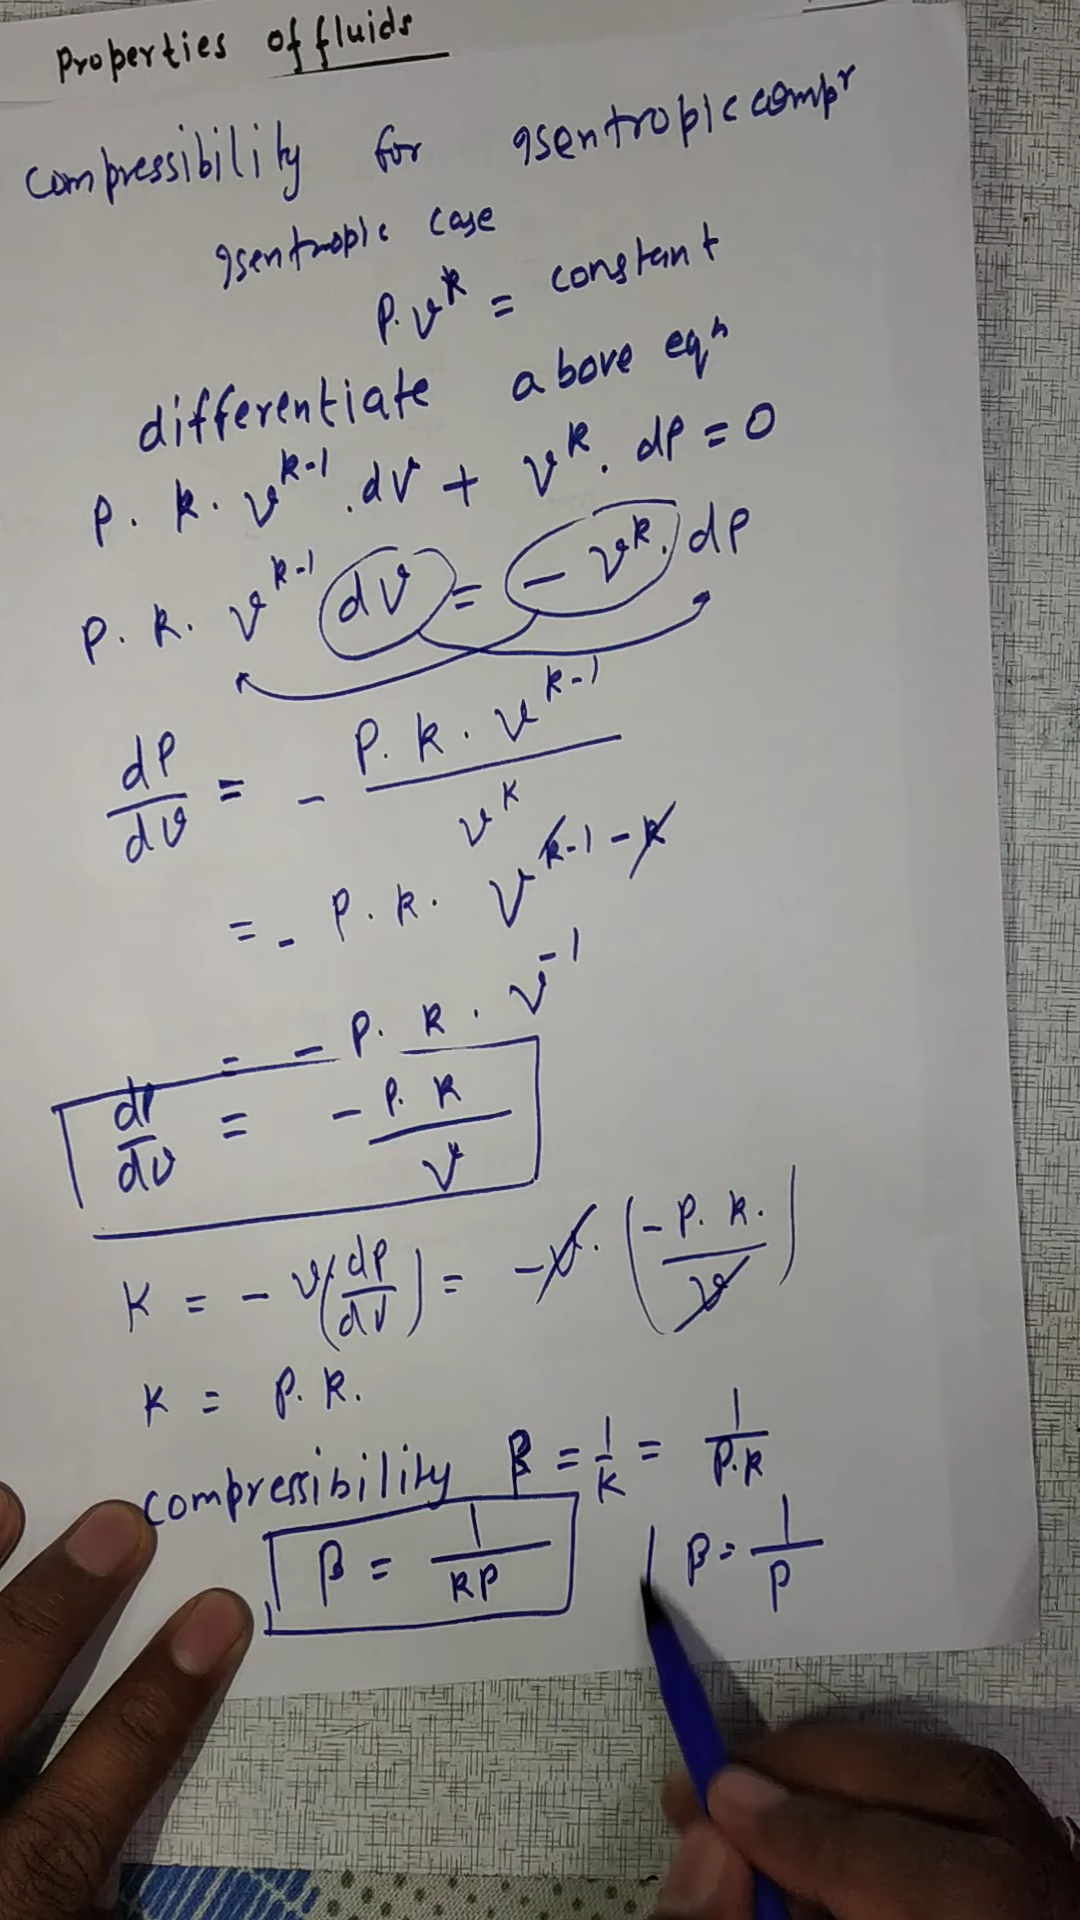 Properties of fluids
compressibility for isentropic compr
isentropic case
P. v^k = constant
differentiate above eqn
P. k. v^k-1 . dv + v^k. dP = 0
P. k. v^k-1 dv = - v^k. dP
dP/dv = - P. k. v^k-1 / v^k
= - P. k. v^k-1-k
= - P. k. v^-1
dP/dv = - P. k / v
K = - v(dP/dv) = - v. (- P. k. / v)
K = P. k.
compressibility β = 1/K = 1/P.k
β = 1/kP | β = 1/P